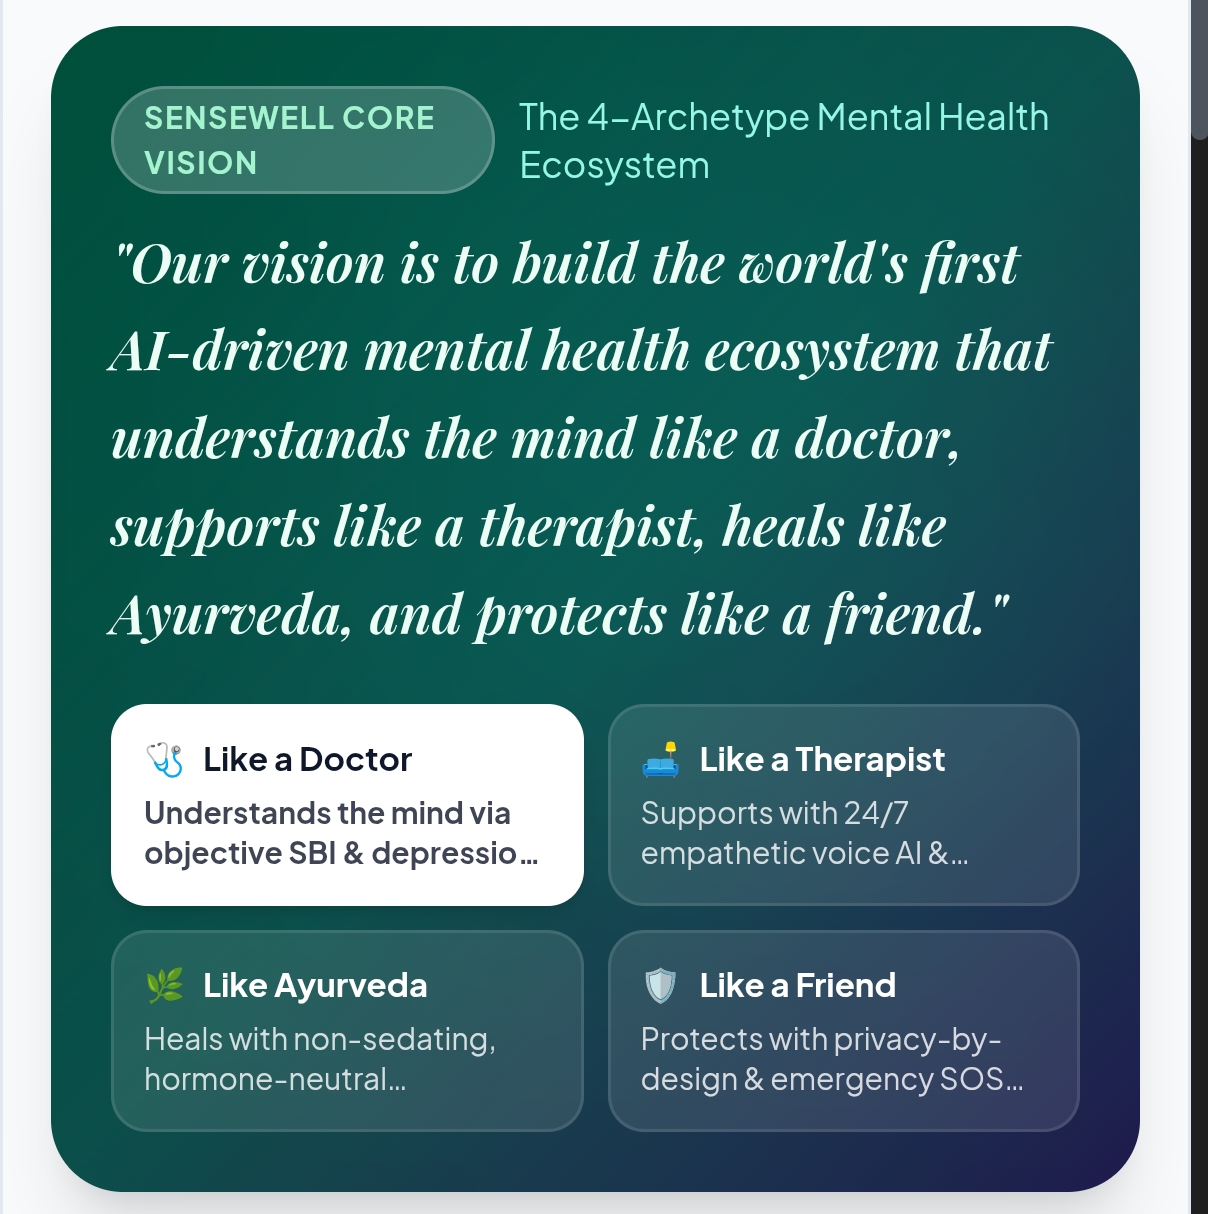 SENSEWELL CORE
VISION
The 4–Archetype Mental Health
Ecosystem
"Our vision is to build the world's first
AI-driven mental health ecosystem that
understands the mind like a doctor,
supports like a therapist, heals like
Ayurveda, and protects like a friend."
Like a Doctor
Understands the mind via
objective SBI & depressio...
Like a Therapist
Supports with 24/7
empathetic voice AI &...
Like Ayurveda
Heals with non-sedating,
hormone-neutral...
Like a Friend
Protects with privacy-by-
design & emergency SOS...